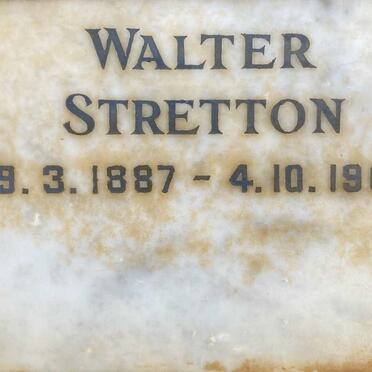 WALTER
STRETTON
9. 3. 1887 - 4. 10. 19